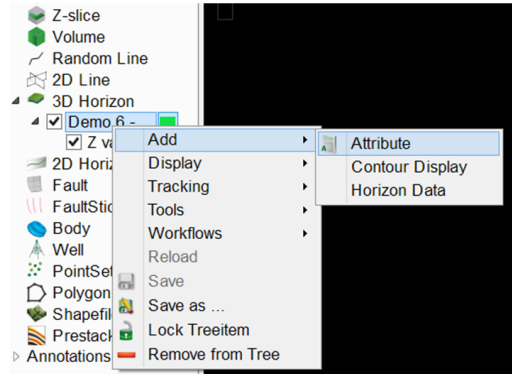 Z-slice
Volume
Random Line
2D Line
3D Horizon
Demo 6 -
Z va
2D Horiz
Fault
FaultStic
Body
Well
PointSet
Polygon
Shapefil
Prestack
Annotations
Add
Display
Tracking
Tools
Workflows
Reload
Save
Save as ...
Lock Treeitem
Remove from Tree
Attribute
Contour Display
Horizon Data